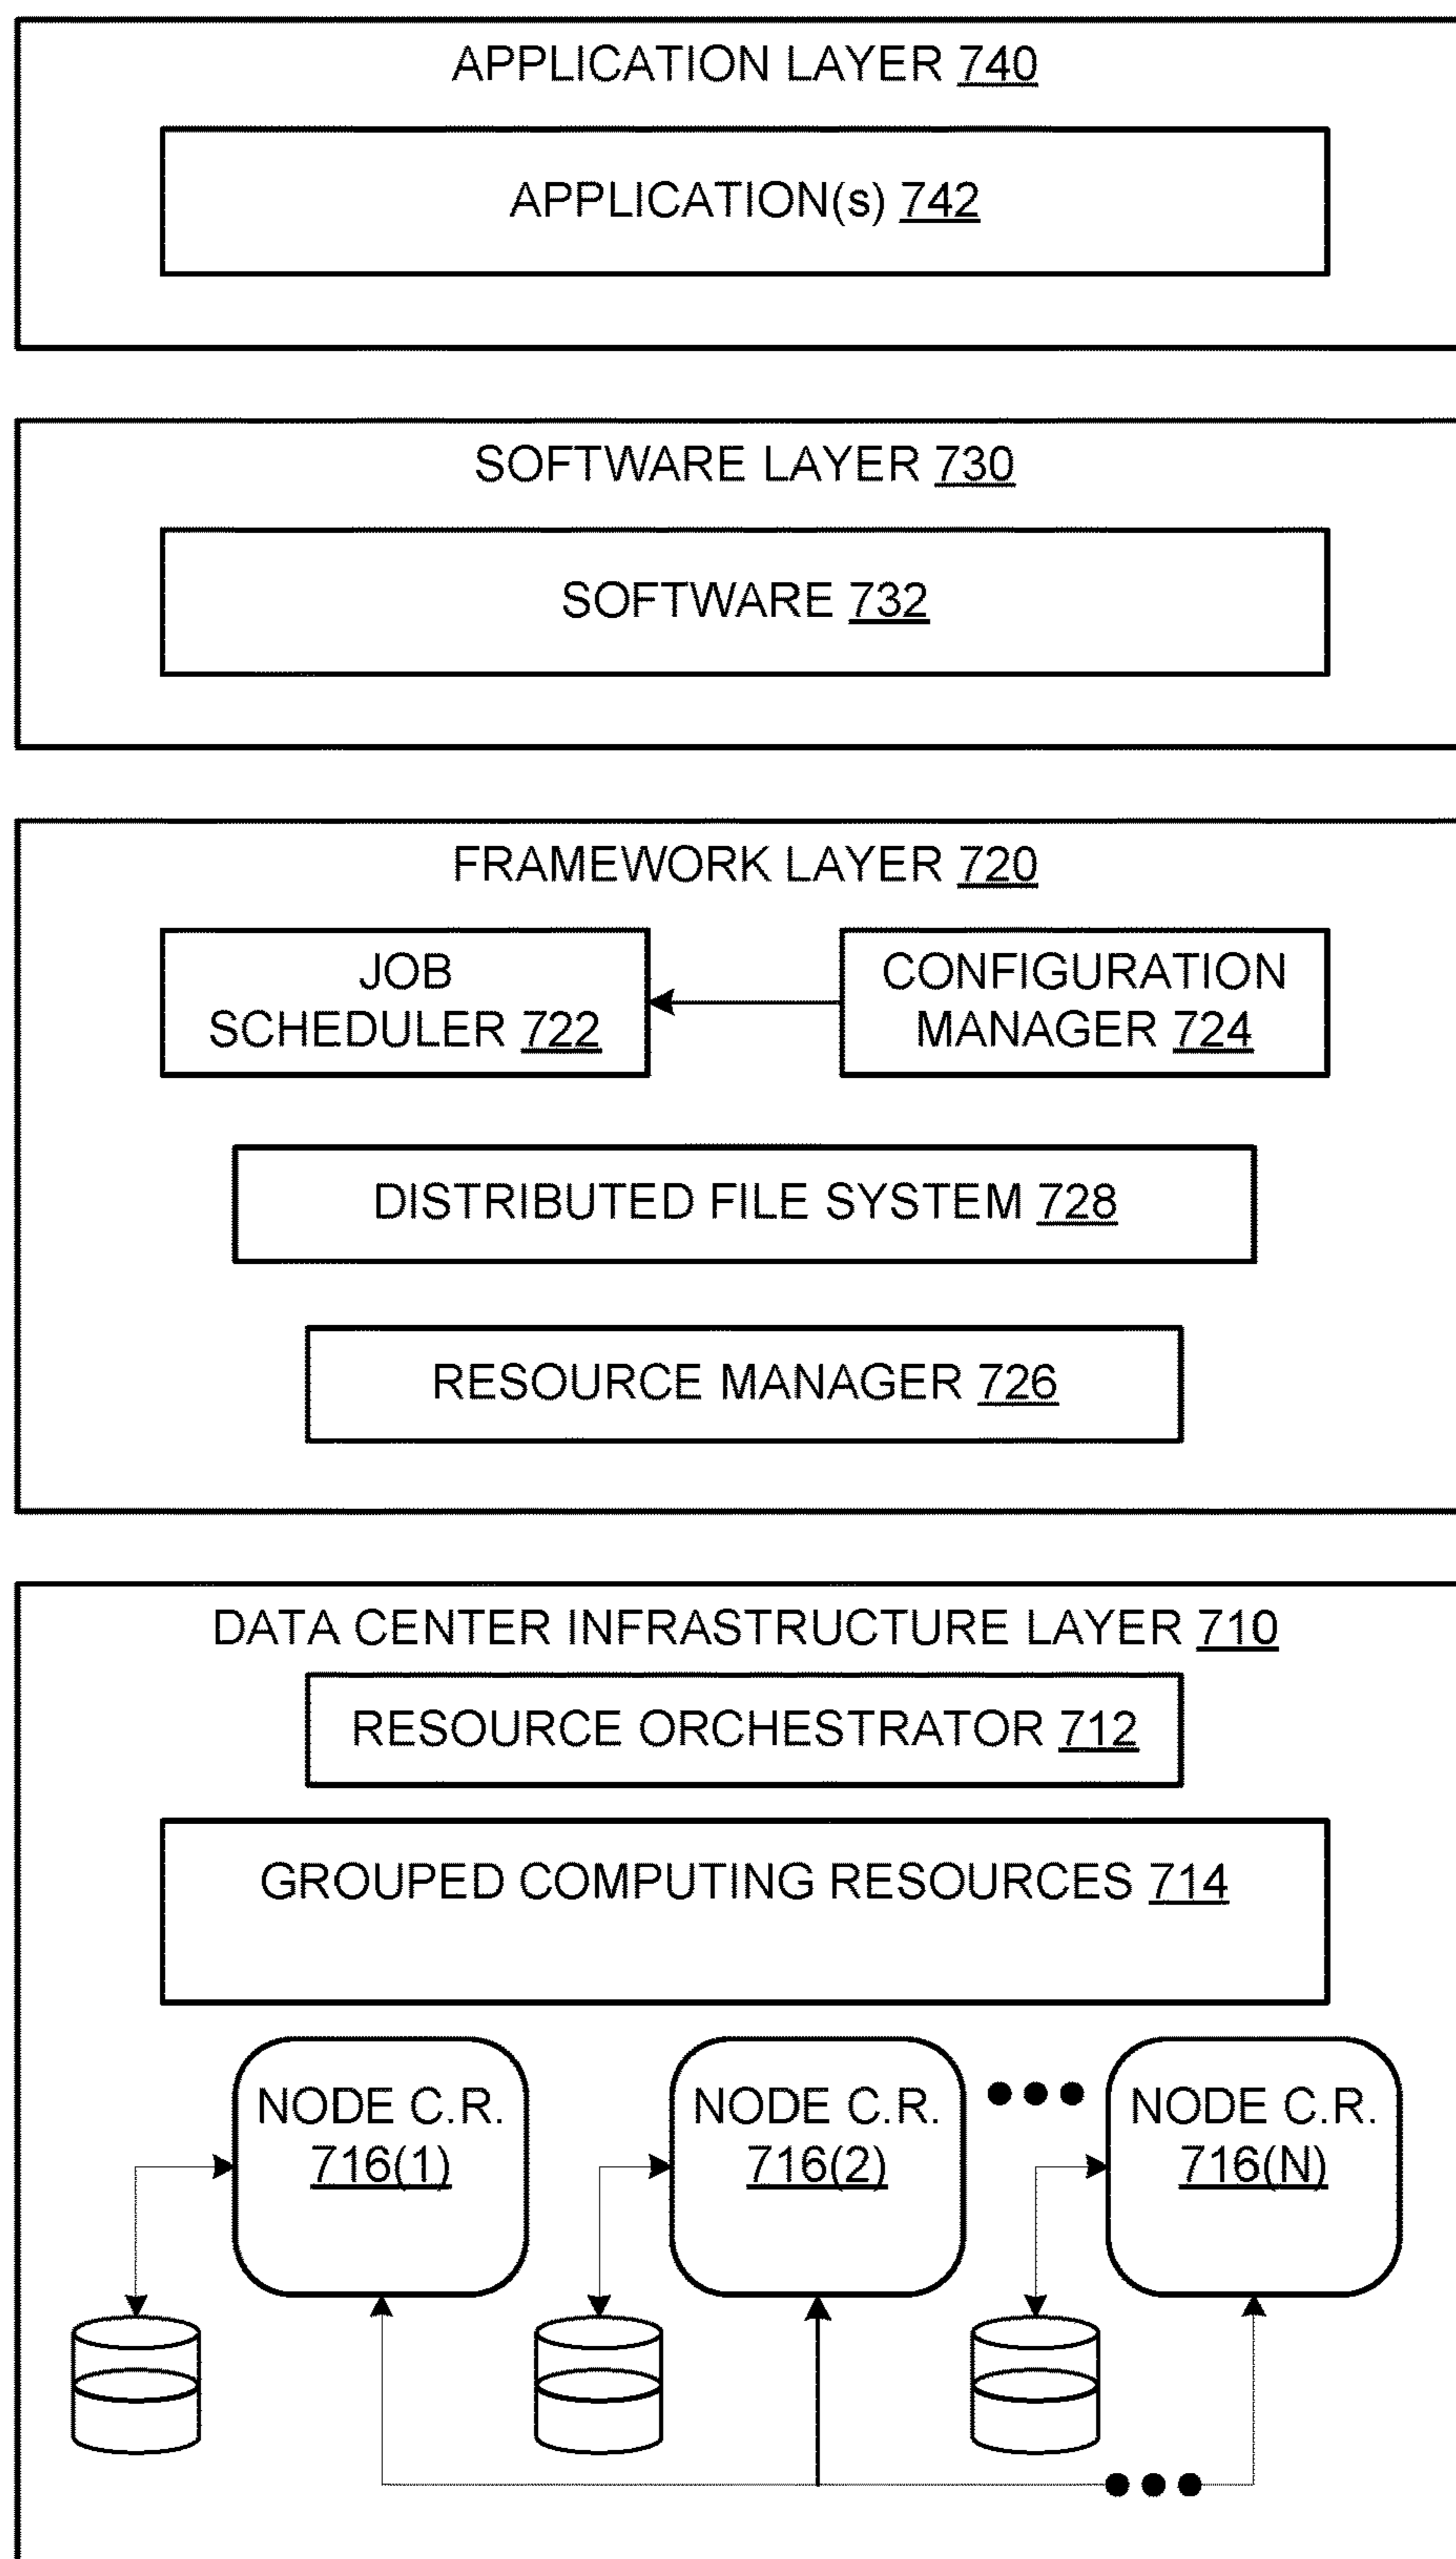 APPLICATION LAYER 740
APPLICATION(s) 742
SOFTWARE LAYER 730
SOFTWARE 732
FRAMEWORK LAYER 720
JOB
SCHEDULER 722
CONFIGURATION
MANAGER 724
DISTRIBUTED FILE SYSTEM 728
RESOURCE MANAGER 726
DATA CENTER INFRASTRUCTURE LAYER 710
RESOURCE ORCHESTRATOR 712
GROUPED COMPUTING RESOURCES 714
NODE C.R.
716(1)
NODE C.R.
716(2)
NODE C.R.
716(N)